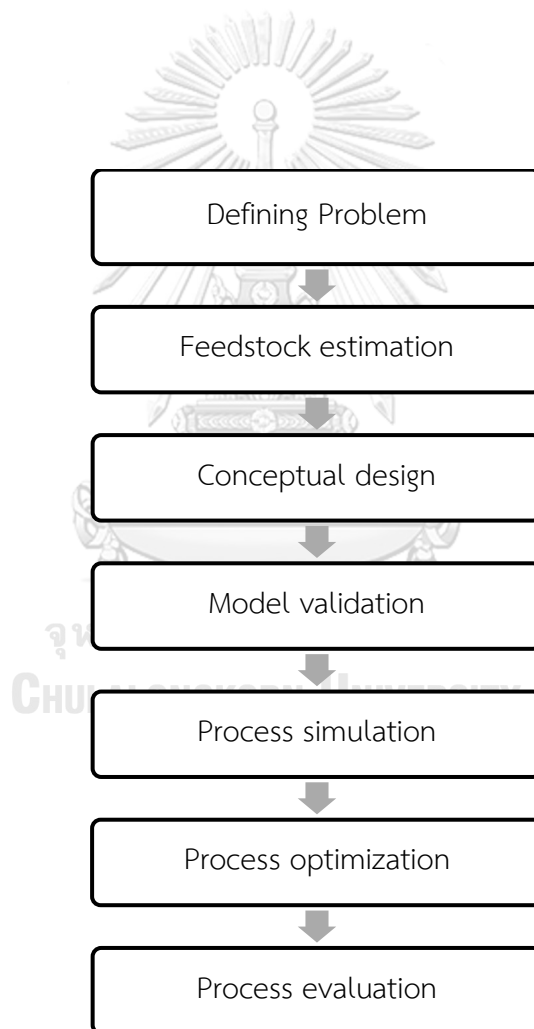 Defining Problem
Feedstock estimation
Conceptual design
Model validation
Process simulation
Process optimization
Process evaluation